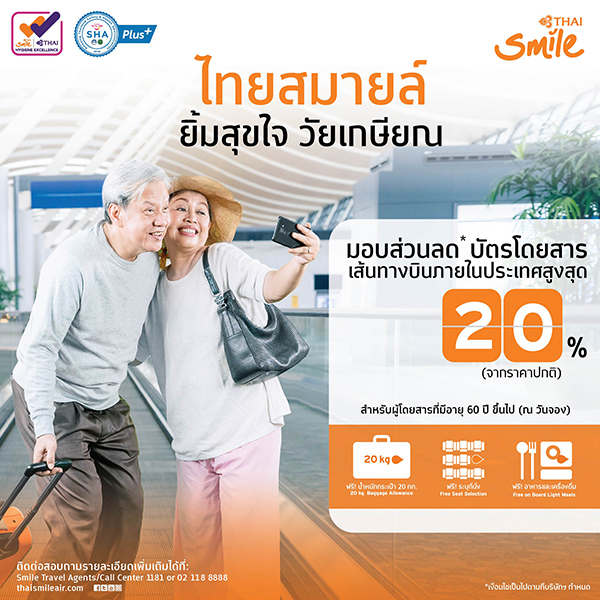 THAI
HYGIENE EXCELLENCE
SHA
Plus+
THAI
Smile
ไทยสมายล์
ยิ้มสุขใจ วัยเกษียณ
มอบส่วนลด* บัตรโดยสาร
เส้นทางบินภายในประเทศสูงสุด
20%
(จากราคาปกติ)
สำหรับผู้โดยสารที่มีอายุ 60 ปี ขึ้นไป (ณ วันจอง)
20 kg
ฟรี! น้ำหนักกระเป๋า 20 กก.
20 kg Baggage Allowance
ฟรี! ระบุที่นั่ง
Free Seat Selection
ฟรี! อาหารและเครื่องดื่ม
Free on Board Light Meals
ติดต่อสอบถามรายละเอียดเพิ่มเติมได้ที่:
Smile Travel Agents/Call Center 1181 or 02 118 8888
thaismileair.com
*เงื่อนไขเป็นไปตามที่บริษัทฯ กำหนด